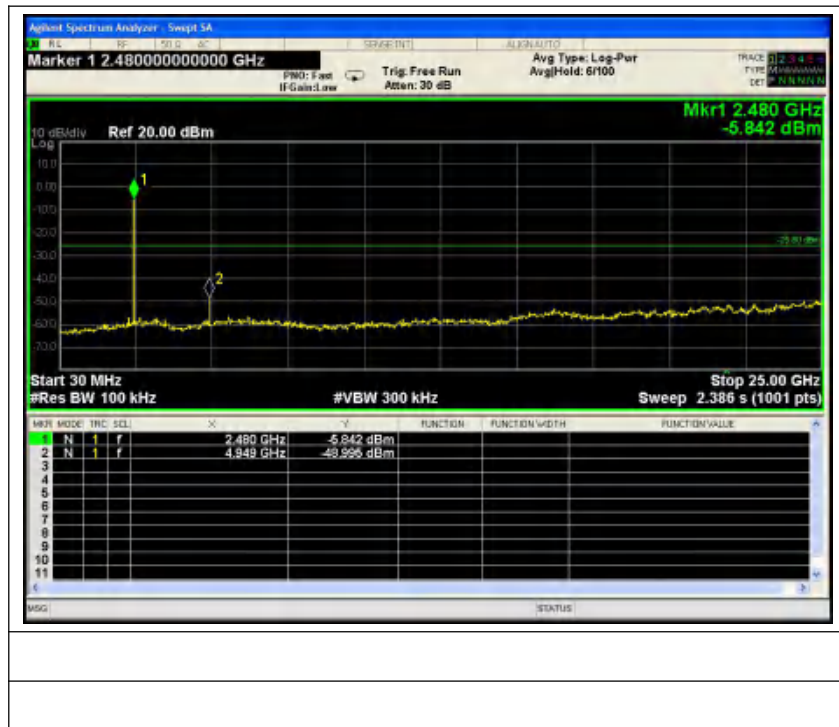 Agilent Spectrum Analyzer - Swept SA
RL RF 50 Ω AC SENSE:INT ALIGN AUTO
Marker 1 2.480000000000 GHz
PNO: Fast
IFGain:Low
Trig: Free Run
Atten: 30 dB
Avg Type: Log-Pwr
Avg|Hold: 6/100
TRACE 1 2 3 4 5 6
TYPE M
DET P N N N N N
Mkr1 2.480 GHz
-5.842 dBm
10 dB/div Ref 20.00 dBm
Log
10.0
0.00
-10.0
-20.0
-30.0
-40.0
-50.0
-60.0
-70.0
1
2
Start 30 MHz
Stop 25.00 GHz
#Res BW 100 kHz
#VBW 300 kHz
Sweep 2.386 s (1001 pts)
MKR MODE TRC SCL X Y FUNCTION FUNCTION WIDTH FUNCTION VALUE
1 N 1 f 2.480 GHz -5.842 dBm
2 N 1 f 4.949 GHz -48.995 dBm
3
4
5
6
7
8
9
10
11
MSG STATUS